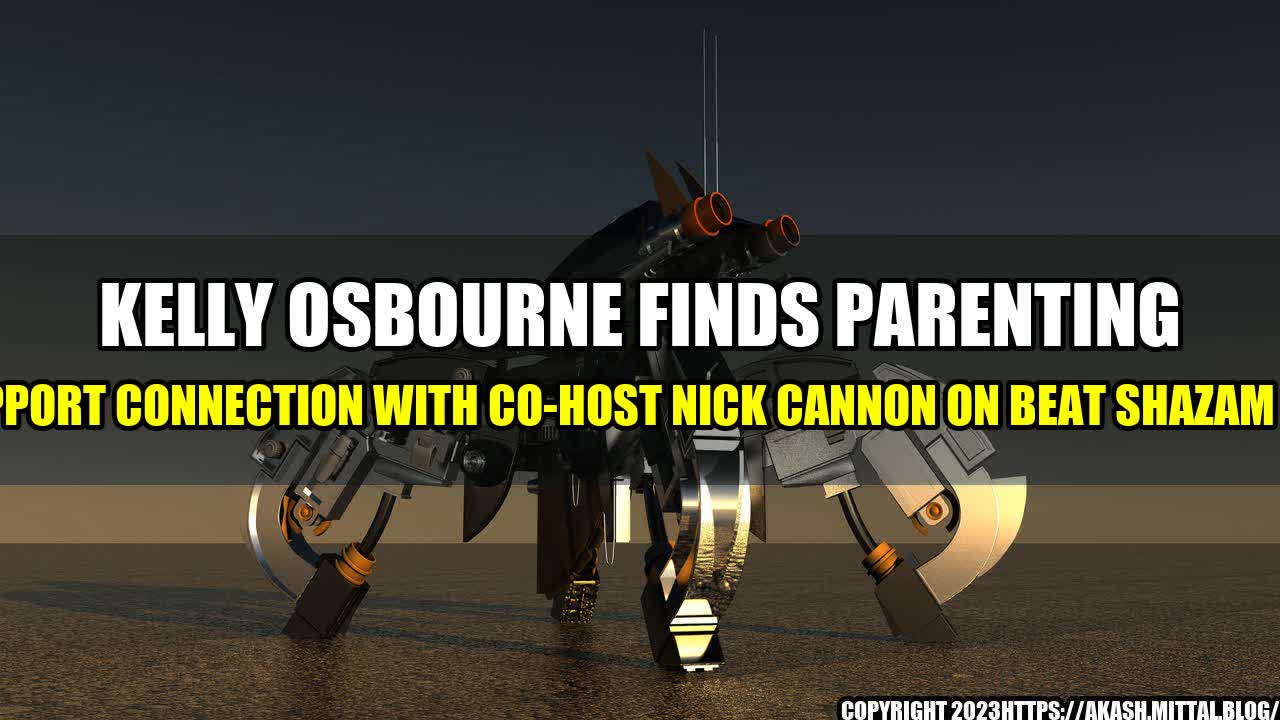 KELLY OSBOURNE FINDS PARENTING
PPORT CONNECTION WITH CO-HOST NICK CANNON ON BEAT SHAZAM
COPYRIGHT 2023HTTPS://AKASH.MITTAL.BLOG/